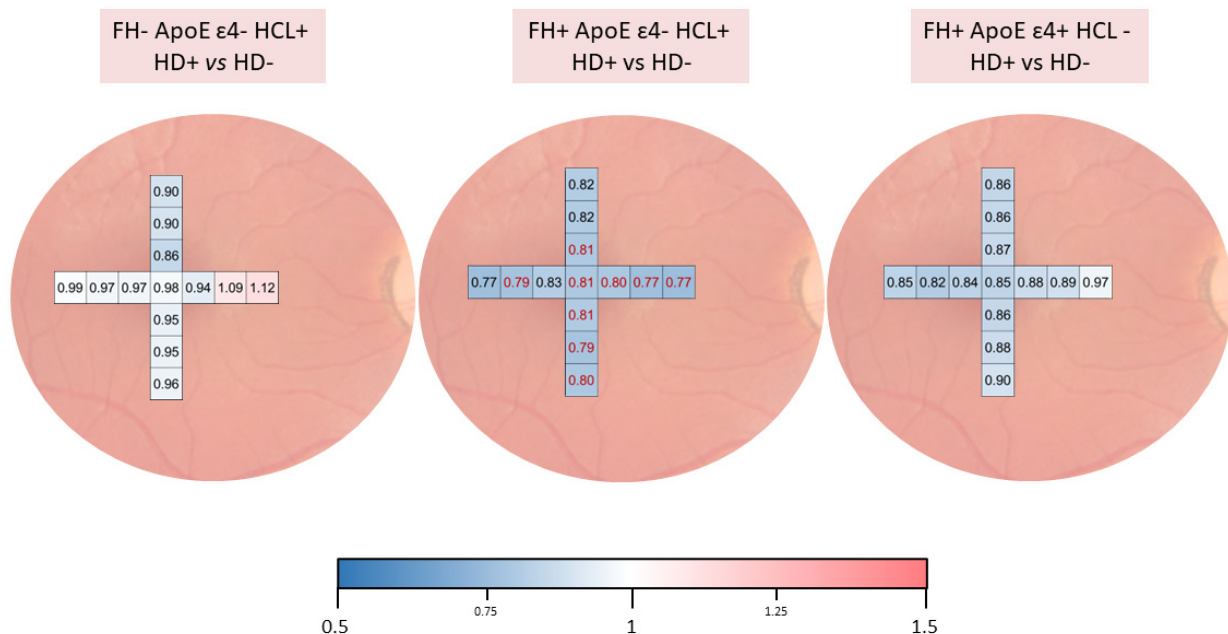 FH- ApoE ε4- HCL+
HD+ vs HD-
FH+ ApoE ε4- HCL+
HD+ vs HD-
FH+ ApoE ε4+ HCL -
HD+ vs HD-
0.90
0.90
0.86
0.99 0.97 0.97 0.98 0.94 1.09 1.12
0.95
0.95
0.96
0.82
0.82
0.81
0.77 0.79 0.83 0.81 0.80 0.77 0.77
0.81
0.79
0.80
0.86
0.86
0.87
0.85 0.82 0.84 0.85 0.88 0.89 0.97
0.86
0.88
0.90
0.5 0.75 1 1.25 1.5